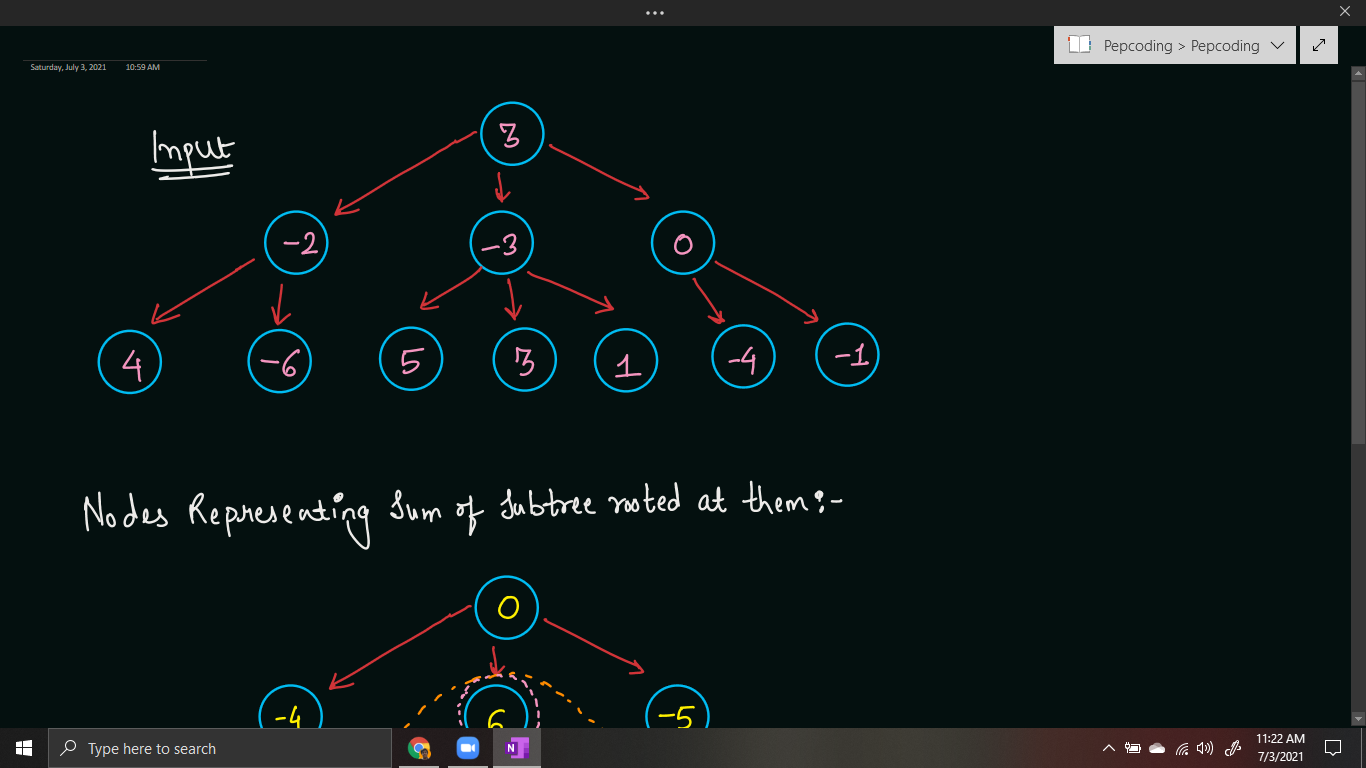 Pepcoding > Pepcoding
Saturday, July 3, 2021 10:59 AM
Input
3
-2 -3 0
4 -6 5 3 1 -4 -1
Nodes Representing Sum of Subtree rooted at them:-
0
-4 6 -5
Type here to search
N
11:22 AM
7/3/2021